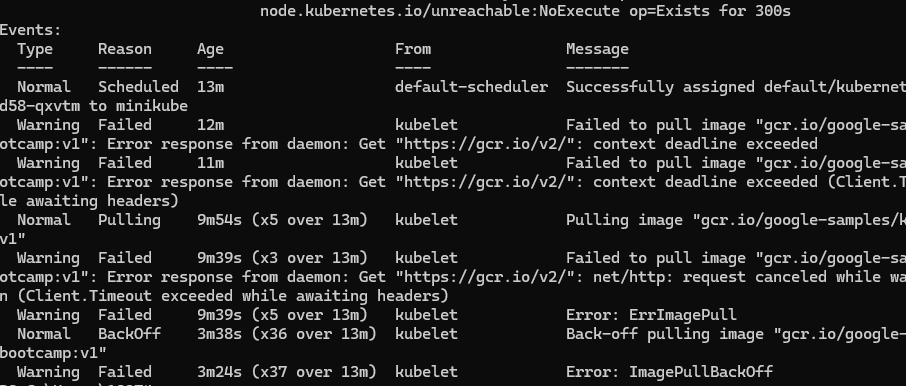 node.kubernetes.io/unreachable:NoExecute op=Exists for 300s
Events:
Type Reason Age From Message
---- ------ ---- ---- -------
Normal Scheduled 13m default-scheduler Successfully assigned default/kubernet
d58-qxvtm to minikube
Warning Failed 12m kubelet Failed to pull image "gcr.io/google-sa
otcamp:v1": Error response from daemon: Get "https://gcr.io/v2/": context deadline exceeded
Warning Failed 11m kubelet Failed to pull image "gcr.io/google-sa
otcamp:v1": Error response from daemon: Get "https://gcr.io/v2/": context deadline exceeded (Client.T
le awaiting headers)
Normal Pulling 9m54s (x5 over 13m) kubelet Pulling image "gcr.io/google-samples/k
v1"
Warning Failed 9m39s (x3 over 13m) kubelet Failed to pull image "gcr.io/google-sa
otcamp:v1": Error response from daemon: Get "https://gcr.io/v2/": net/http: request canceled while wa
n (Client.Timeout exceeded while awaiting headers)
Warning Failed 9m39s (x5 over 13m) kubelet Error: ErrImagePull
Normal BackOff 3m38s (x36 over 13m) kubelet Back-off pulling image "gcr.io/google-
bootcamp:v1"
Warning Failed 3m24s (x37 over 13m) kubelet Error: ImagePullBackOff